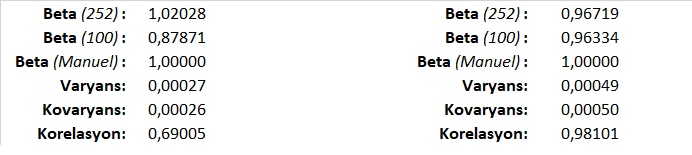 Beta (252) : 1,02028 Beta (252) : 0,96719
Beta (100) : 0,87871 Beta (100) : 0,96334
Beta (Manuel) : 1,00000 Beta (Manuel) : 1,00000
Varyans: 0,00027 Varyans: 0,00049
Kovaryans: 0,00026 Kovaryans: 0,00050
Korelasyon: 0,69005 Korelasyon: 0,98101